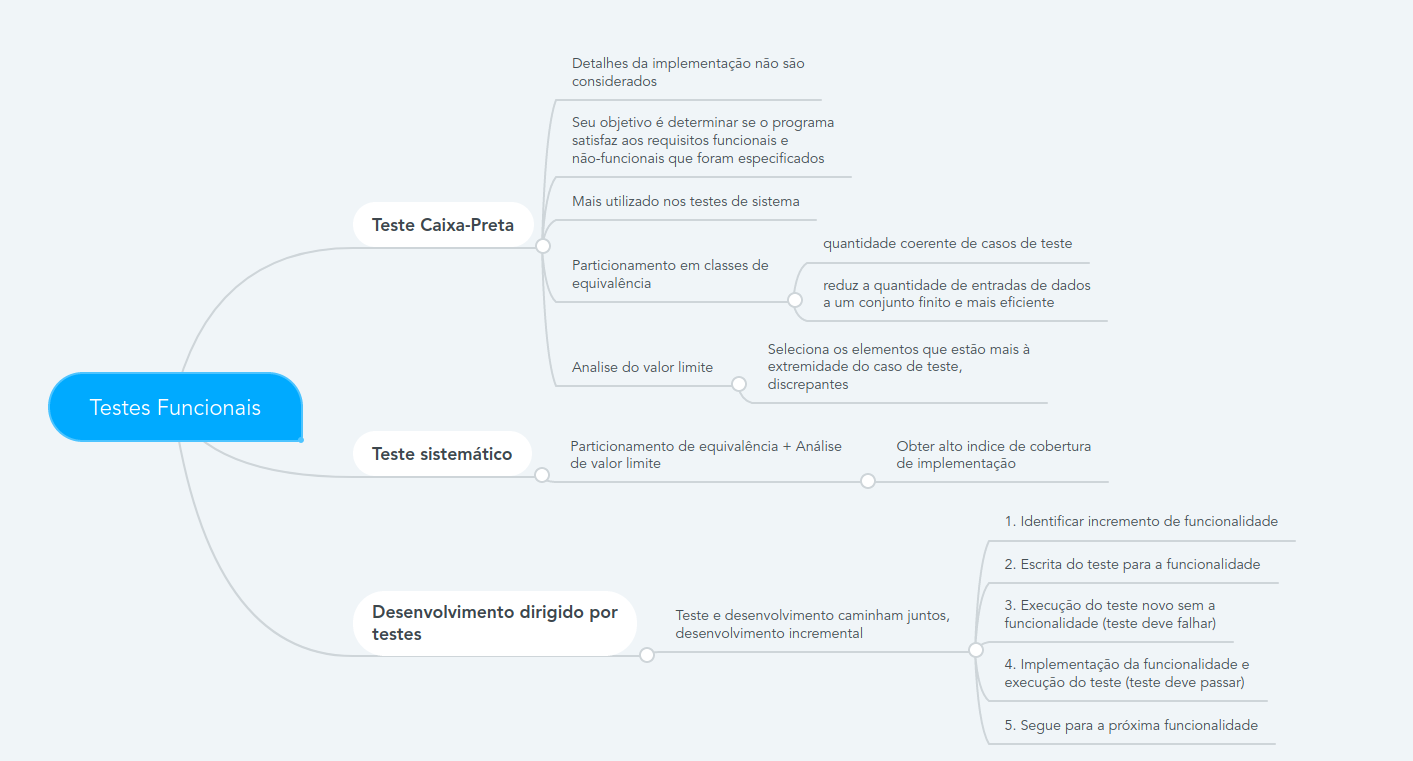 Testes Funcionais
Teste Caixa-Preta
Detalhes da implementação não são
considerados
Seu objetivo é determinar se o programa
satisfaz aos requisitos funcionais e
não-funcionais que foram especificados
Mais utilizado nos testes de sistema
Particionamento em classes de
equivalência
quantidade coerente de casos de teste
reduz a quantidade de entradas de dados
a um conjunto finito e mais eficiente
Analise do valor limite
Seleciona os elementos que estão mais à
extremidade do caso de teste,
discrepantes
Teste sistemático
Particionamento de equivalência + Análise
de valor limite
Obter alto indice de cobertura
de implementação
Desenvolvimento dirigido por
testes
Teste e desenvolvimento caminham juntos,
desenvolvimento incremental
1. Identificar incremento de funcionalidade
2. Escrita do teste para a funcionalidade
3. Execução do teste novo sem a
funcionalidade (teste deve falhar)
4. Implementação da funcionalidade e
execução do teste (teste deve passar)
5. Segue para a próxima funcionalidade